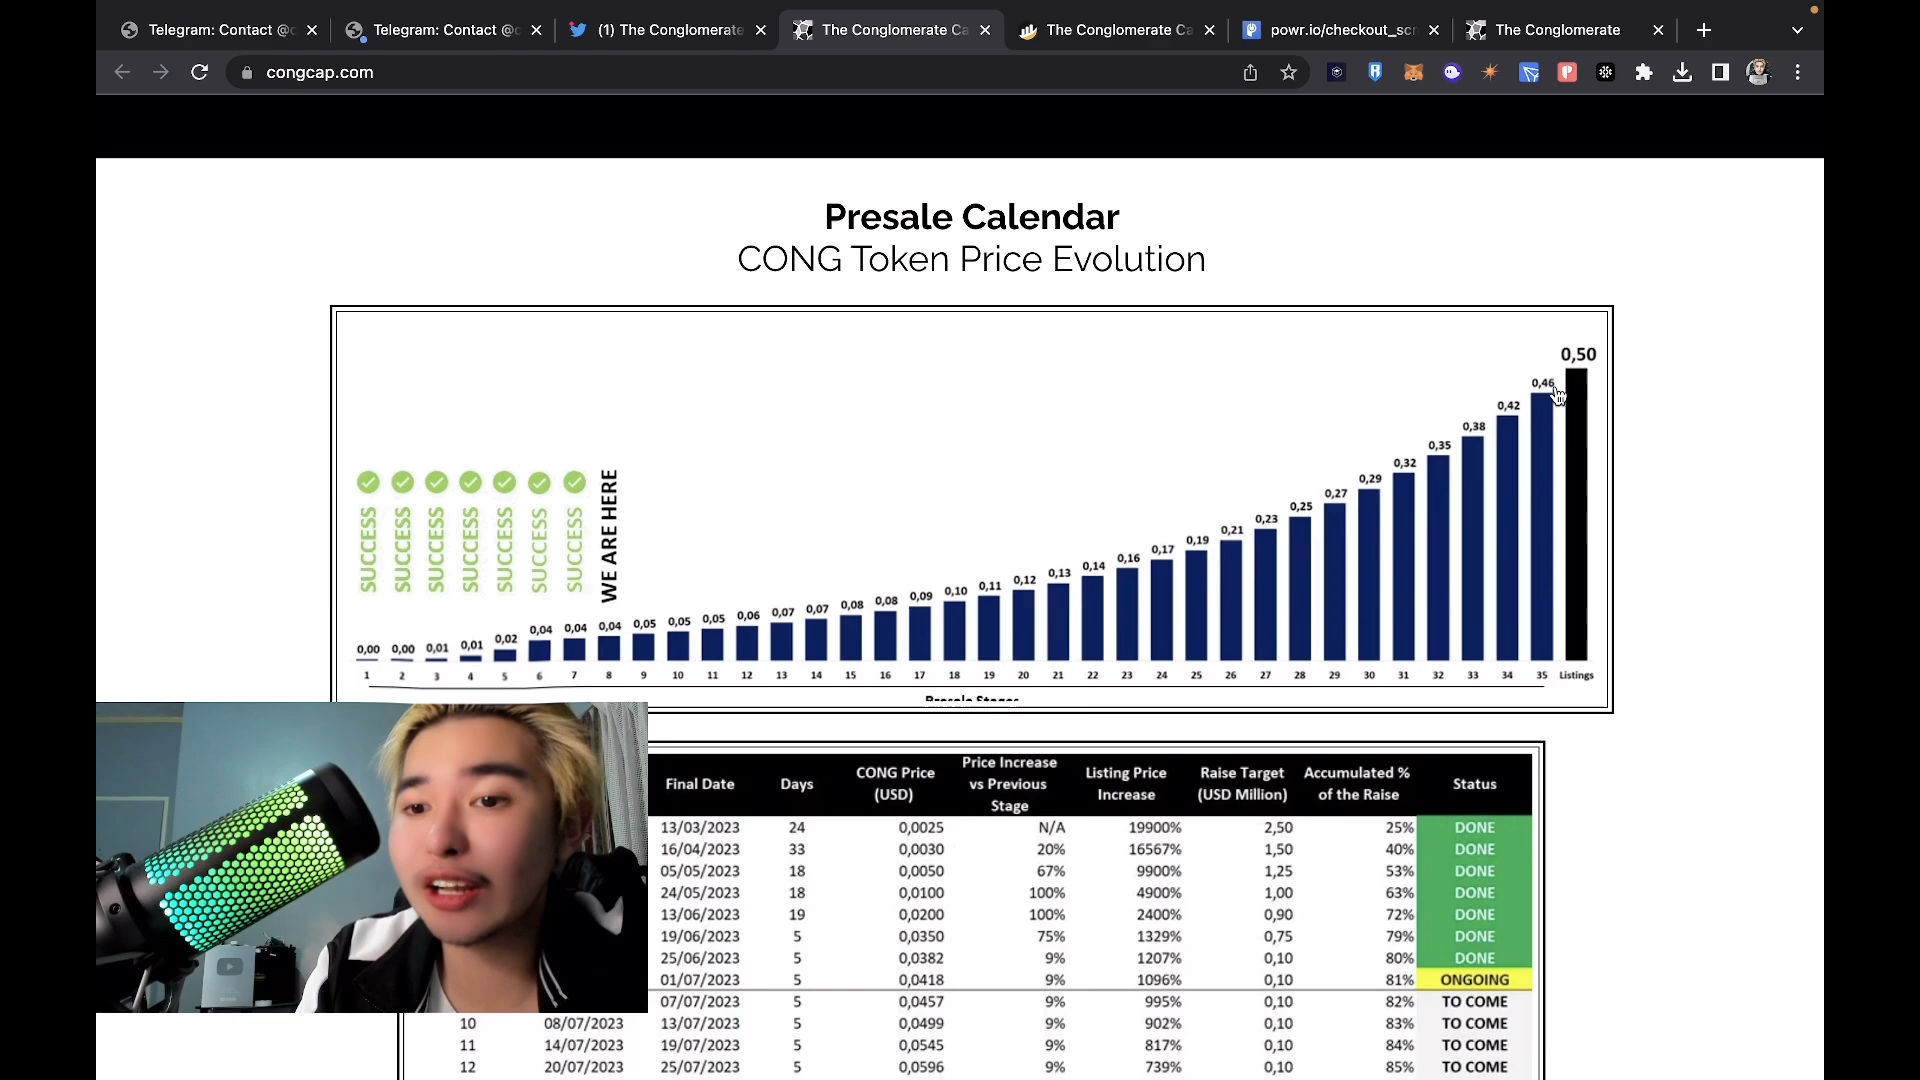 Telegram: Contact @c
Telegram: Contact @c
(1) The Conglomerate
The Conglomerate Ca
The Conglomerate Ca
powr.io/checkout_scr
The Conglomerate
congcap.com
Presale Calendar
CONG Token Price Evolution
0,50
0,46
0,42
0,38
0,35
0,32
0,29
0,27
0,25
0,23
0,21
0,19
0,17
0,16
0,14
0,13
0,12
0,11
0,10
0,09
0,08
0,08
0,07
0,07
0,06
0,05
0,05
0,05
0,04
0,04
0,04
0,02
0,01
0,01
0,00
0,00
SUCCESS SUCCESS SUCCESS SUCCESS SUCCESS SUCCESS SUCCESS WE ARE HERE
1 2 3 4 5 6 7 8 9 10 11 12 13 14 15 16 17 18 19 20 21 22 23 24 25 26 27 28 29 30 31 32 33 34 35 Listings
Presale Stages
Final Date Days CONG Price (USD) Price Increase vs Previous Stage Listing Price Increase Raise Target (USD Million) Accumulated % of the Raise Status
13/03/2023 24 0,0025 N/A 19900% 2,50 25% DONE
16/04/2023 33 0,0030 20% 16567% 1,50 40% DONE
05/05/2023 18 0,0050 67% 9900% 1,25 53% DONE
24/05/2023 18 0,0100 100% 4900% 1,00 63% DONE
13/06/2023 19 0,0200 100% 2400% 0,90 72% DONE
19/06/2023 5 0,0350 75% 1329% 0,75 79% DONE
25/06/2023 5 0,0382 9% 1207% 0,10 80% DONE
01/07/2023 5 0,0418 9% 1096% 0,10 81% ONGOING
07/07/2023 5 0,0457 9% 995% 0,10 82% TO COME
10 08/07/2023 13/07/2023 5 0,0499 9% 902% 0,10 83% TO COME
11 14/07/2023 19/07/2023 5 0,0545 9% 817% 0,10 84% TO COME
12 20/07/2023 25/07/2023 5 0,0596 9% 739% 0,10 85% TO COME